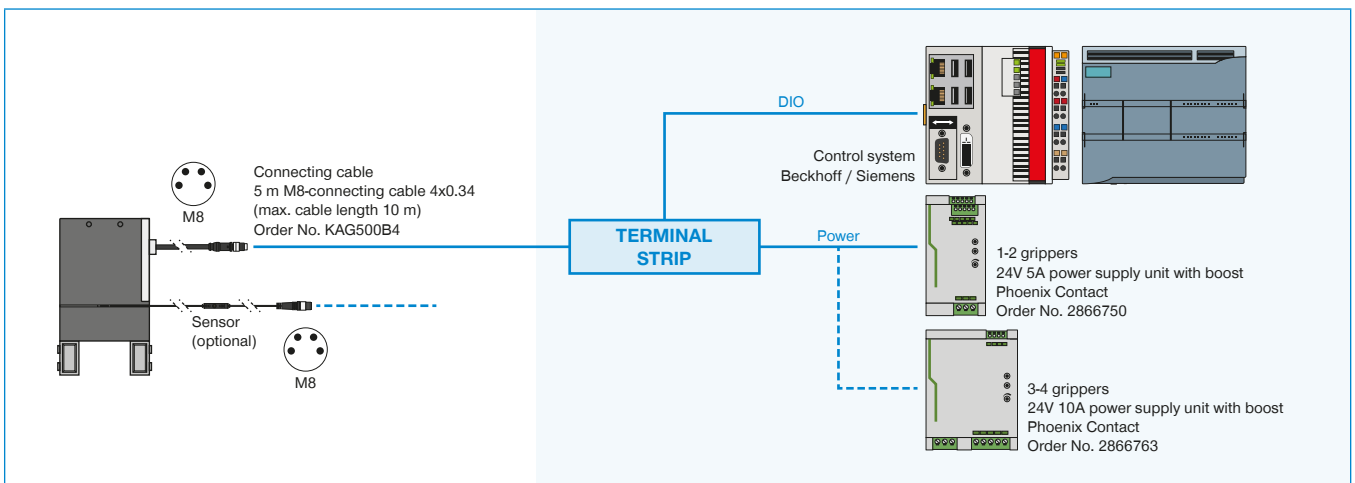 M8
Connecting cable
5 m M8-connecting cable 4x0.34
(max. cable length 10 m)
Order No. KAG500B4
Sensor
(optional)
M8
TERMINAL
STRIP
DIO
Control system
Beckhoff / Siemens
Power
1-2 grippers
24V 5A power supply unit with boost
Phoenix Contact
Order No. 2866750
3-4 grippers
24V 10A power supply unit with boost
Phoenix Contact
Order No. 2866763